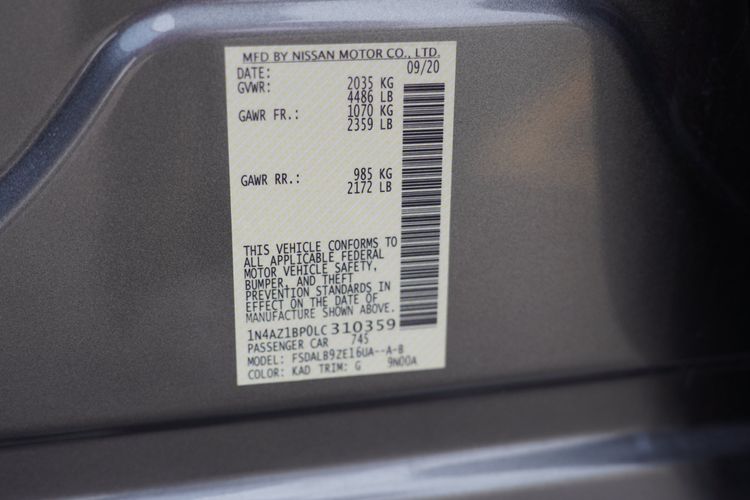 MFD BY NISSAN MOTOR CO., LTD.
DATE: 09/20
GVWR: 2035 KG
4486 LB
GAWR FR.: 1070 KG
2359 LB
GAWR RR.: 985 KG
2172 LB
THIS VEHICLE CONFORMS TO
ALL APPLICABLE FEDERAL
MOTOR VEHICLE SAFETY,
BUMPER, AND THEFT
PREVENTION STANDARDS IN
EFFECT ON THE DATE OF
MANUFACTURE SHOWN ABOVE.
1N4AZ1BP0LC310359
PASSENGER CAR 745
MODEL: FSDALB9ZE16UA--A-B
COLOR: KAD TRIM: G 9N00A